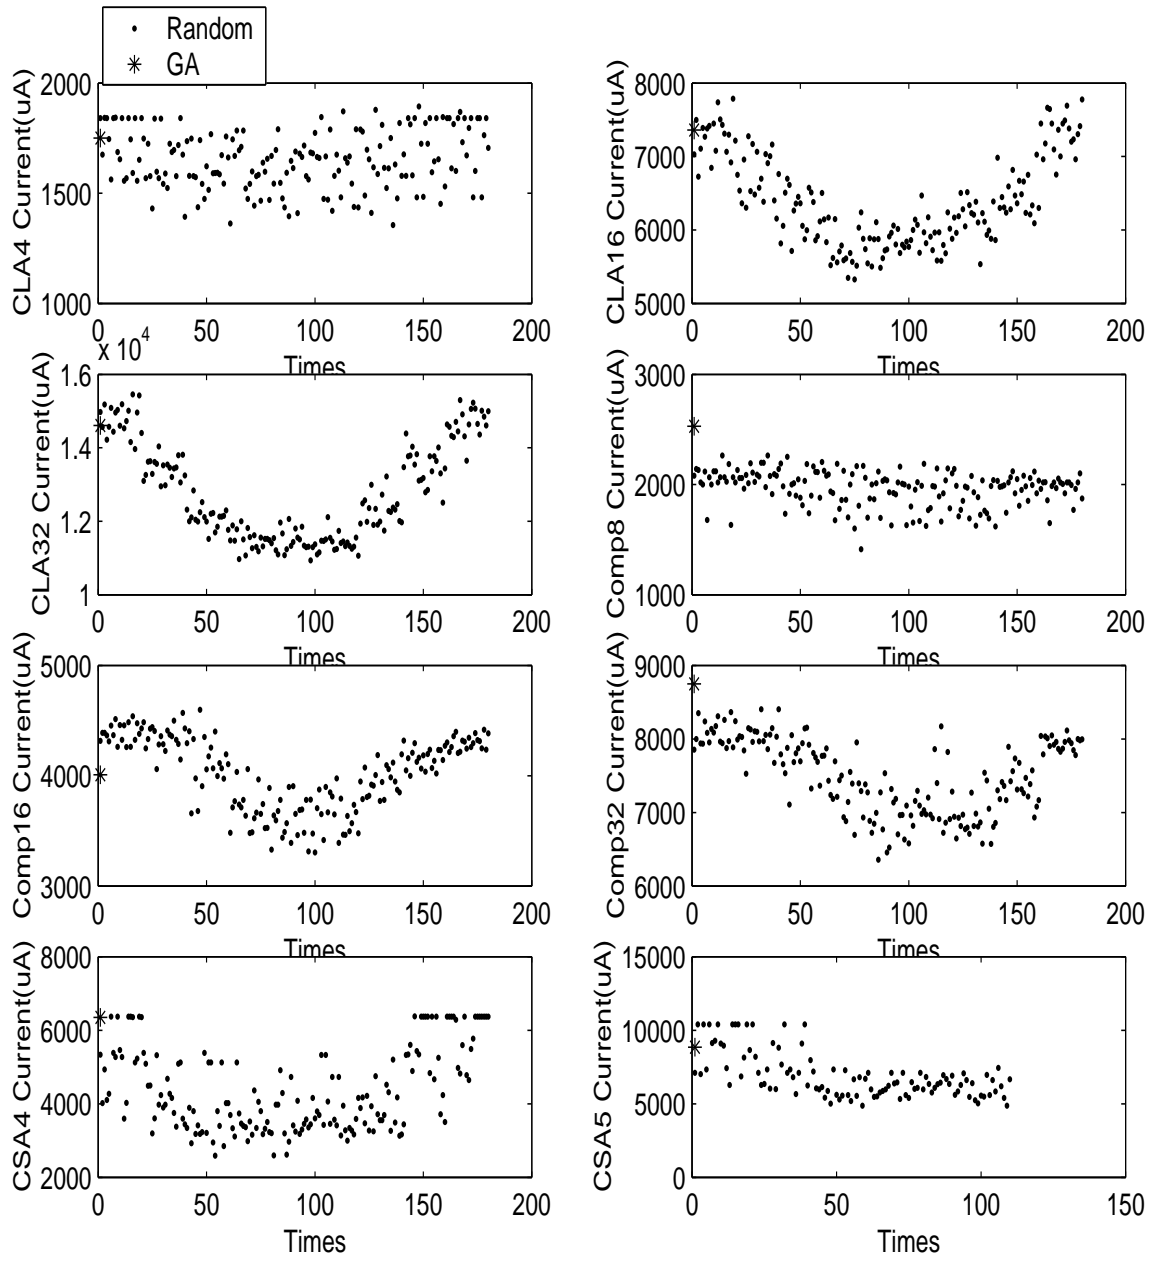 Random
GA
2000
1500
1000
CLA4 Current(uA)
0 50 100 150 200
Times
8000
7000
6000
5000
CLA16 Current(uA)
0 50 100 150 200
Times
x 10^4
1.6
1.4
1.2
1
CLA32 Current(uA)
0 50 100 150 200
Times
3000
2000
1000
Comp8 Current(uA)
0 50 100 150 200
5000
4000
3000
Comp16 Current(uA)
0 50 100 150 200
Times
9000
8000
7000
6000
Comp32 Current(uA)
0 50 100 150 200
8000
6000
4000
2000
CSA4 Current(uA)
0 50 100 150 200
Times
15000
10000
5000
0
CSA5 Current(uA)
0 50 100 150
Times